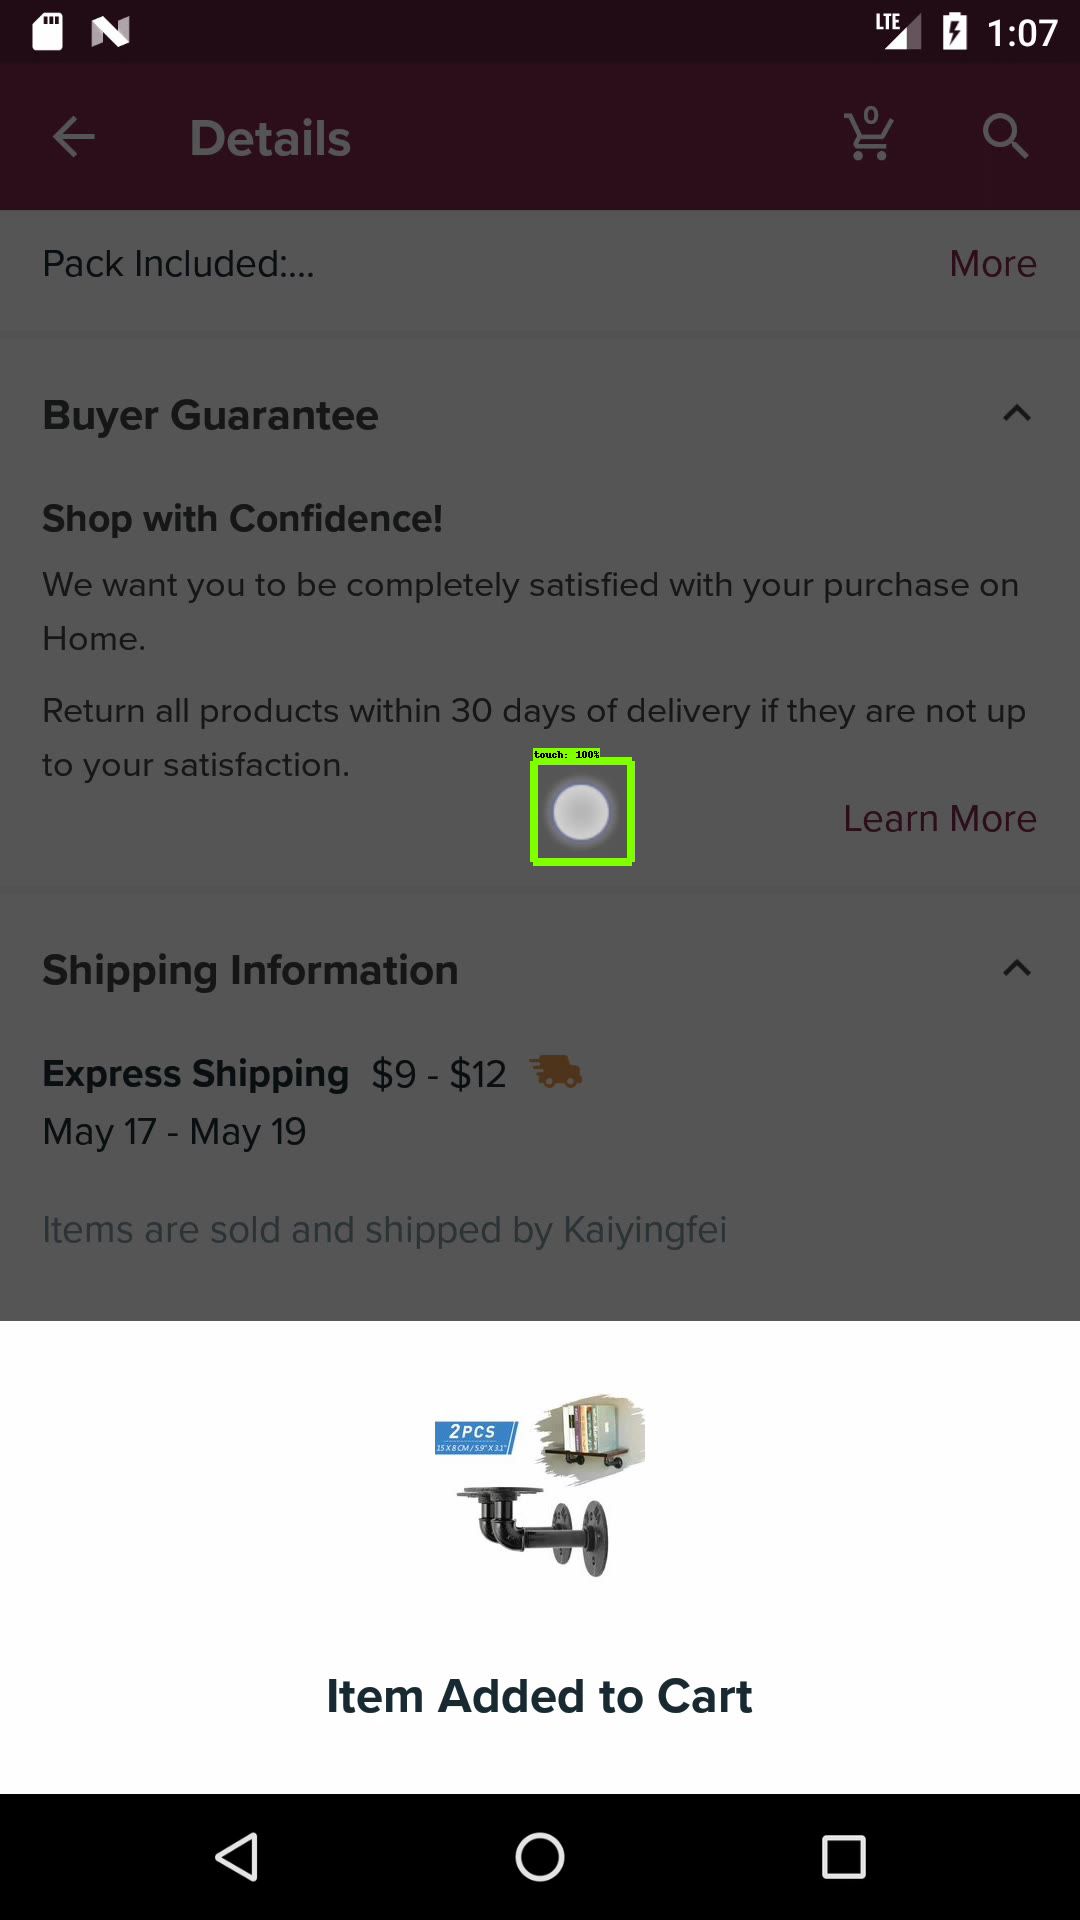 LTE
1:07
Details
0
Pack Included:...
More
Buyer Guarantee
Shop with Confidence!
We want you to be completely satisfied with your purchase on
Home.
Return all products within 30 days of delivery if they are not up
to your satisfaction.
touch: 100%
Learn More
Shipping Information
Express Shipping $9 - $12
May 17 - May 19
Items are sold and shipped by Kaiyingfei
2PCS
15 X 8 CM / 5.9" X 3.1"
Item Added to Cart